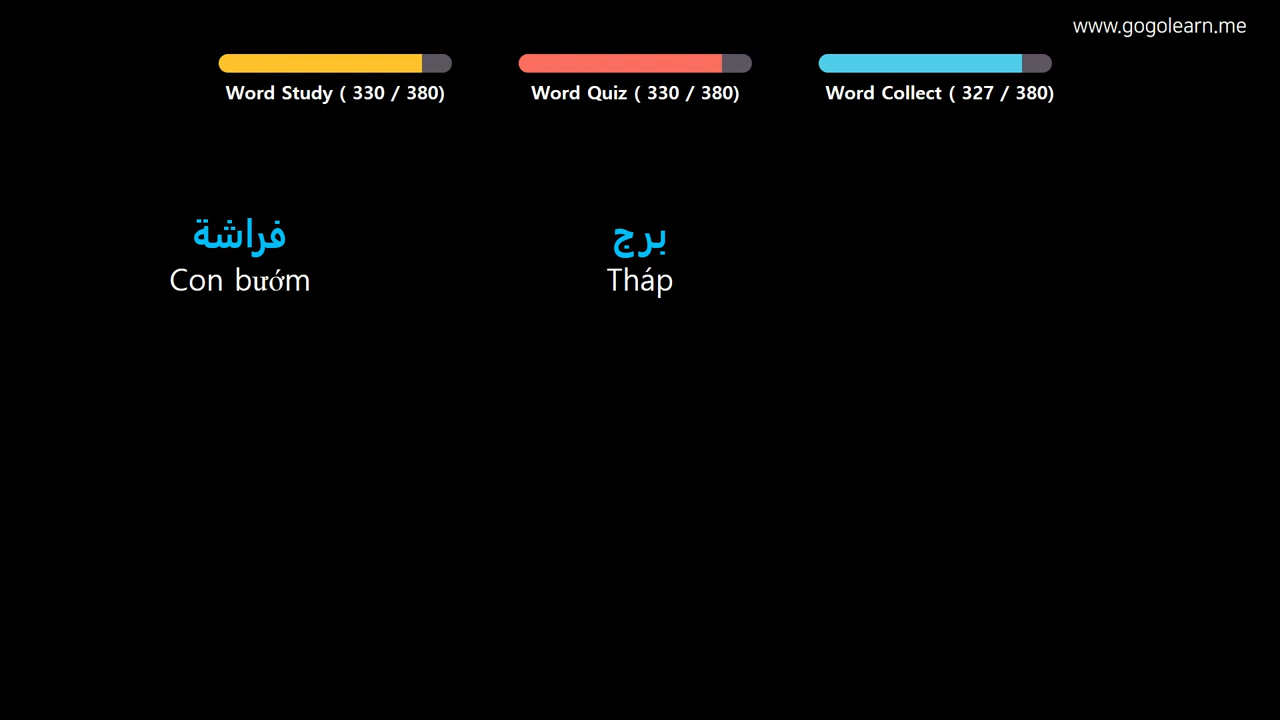 www.gogolearn.me
Word Study ( 330 / 380)
Word Quiz ( 330 / 380)
Word Collect ( 327 / 380)
فراشة
Con bướm
برج
Tháp